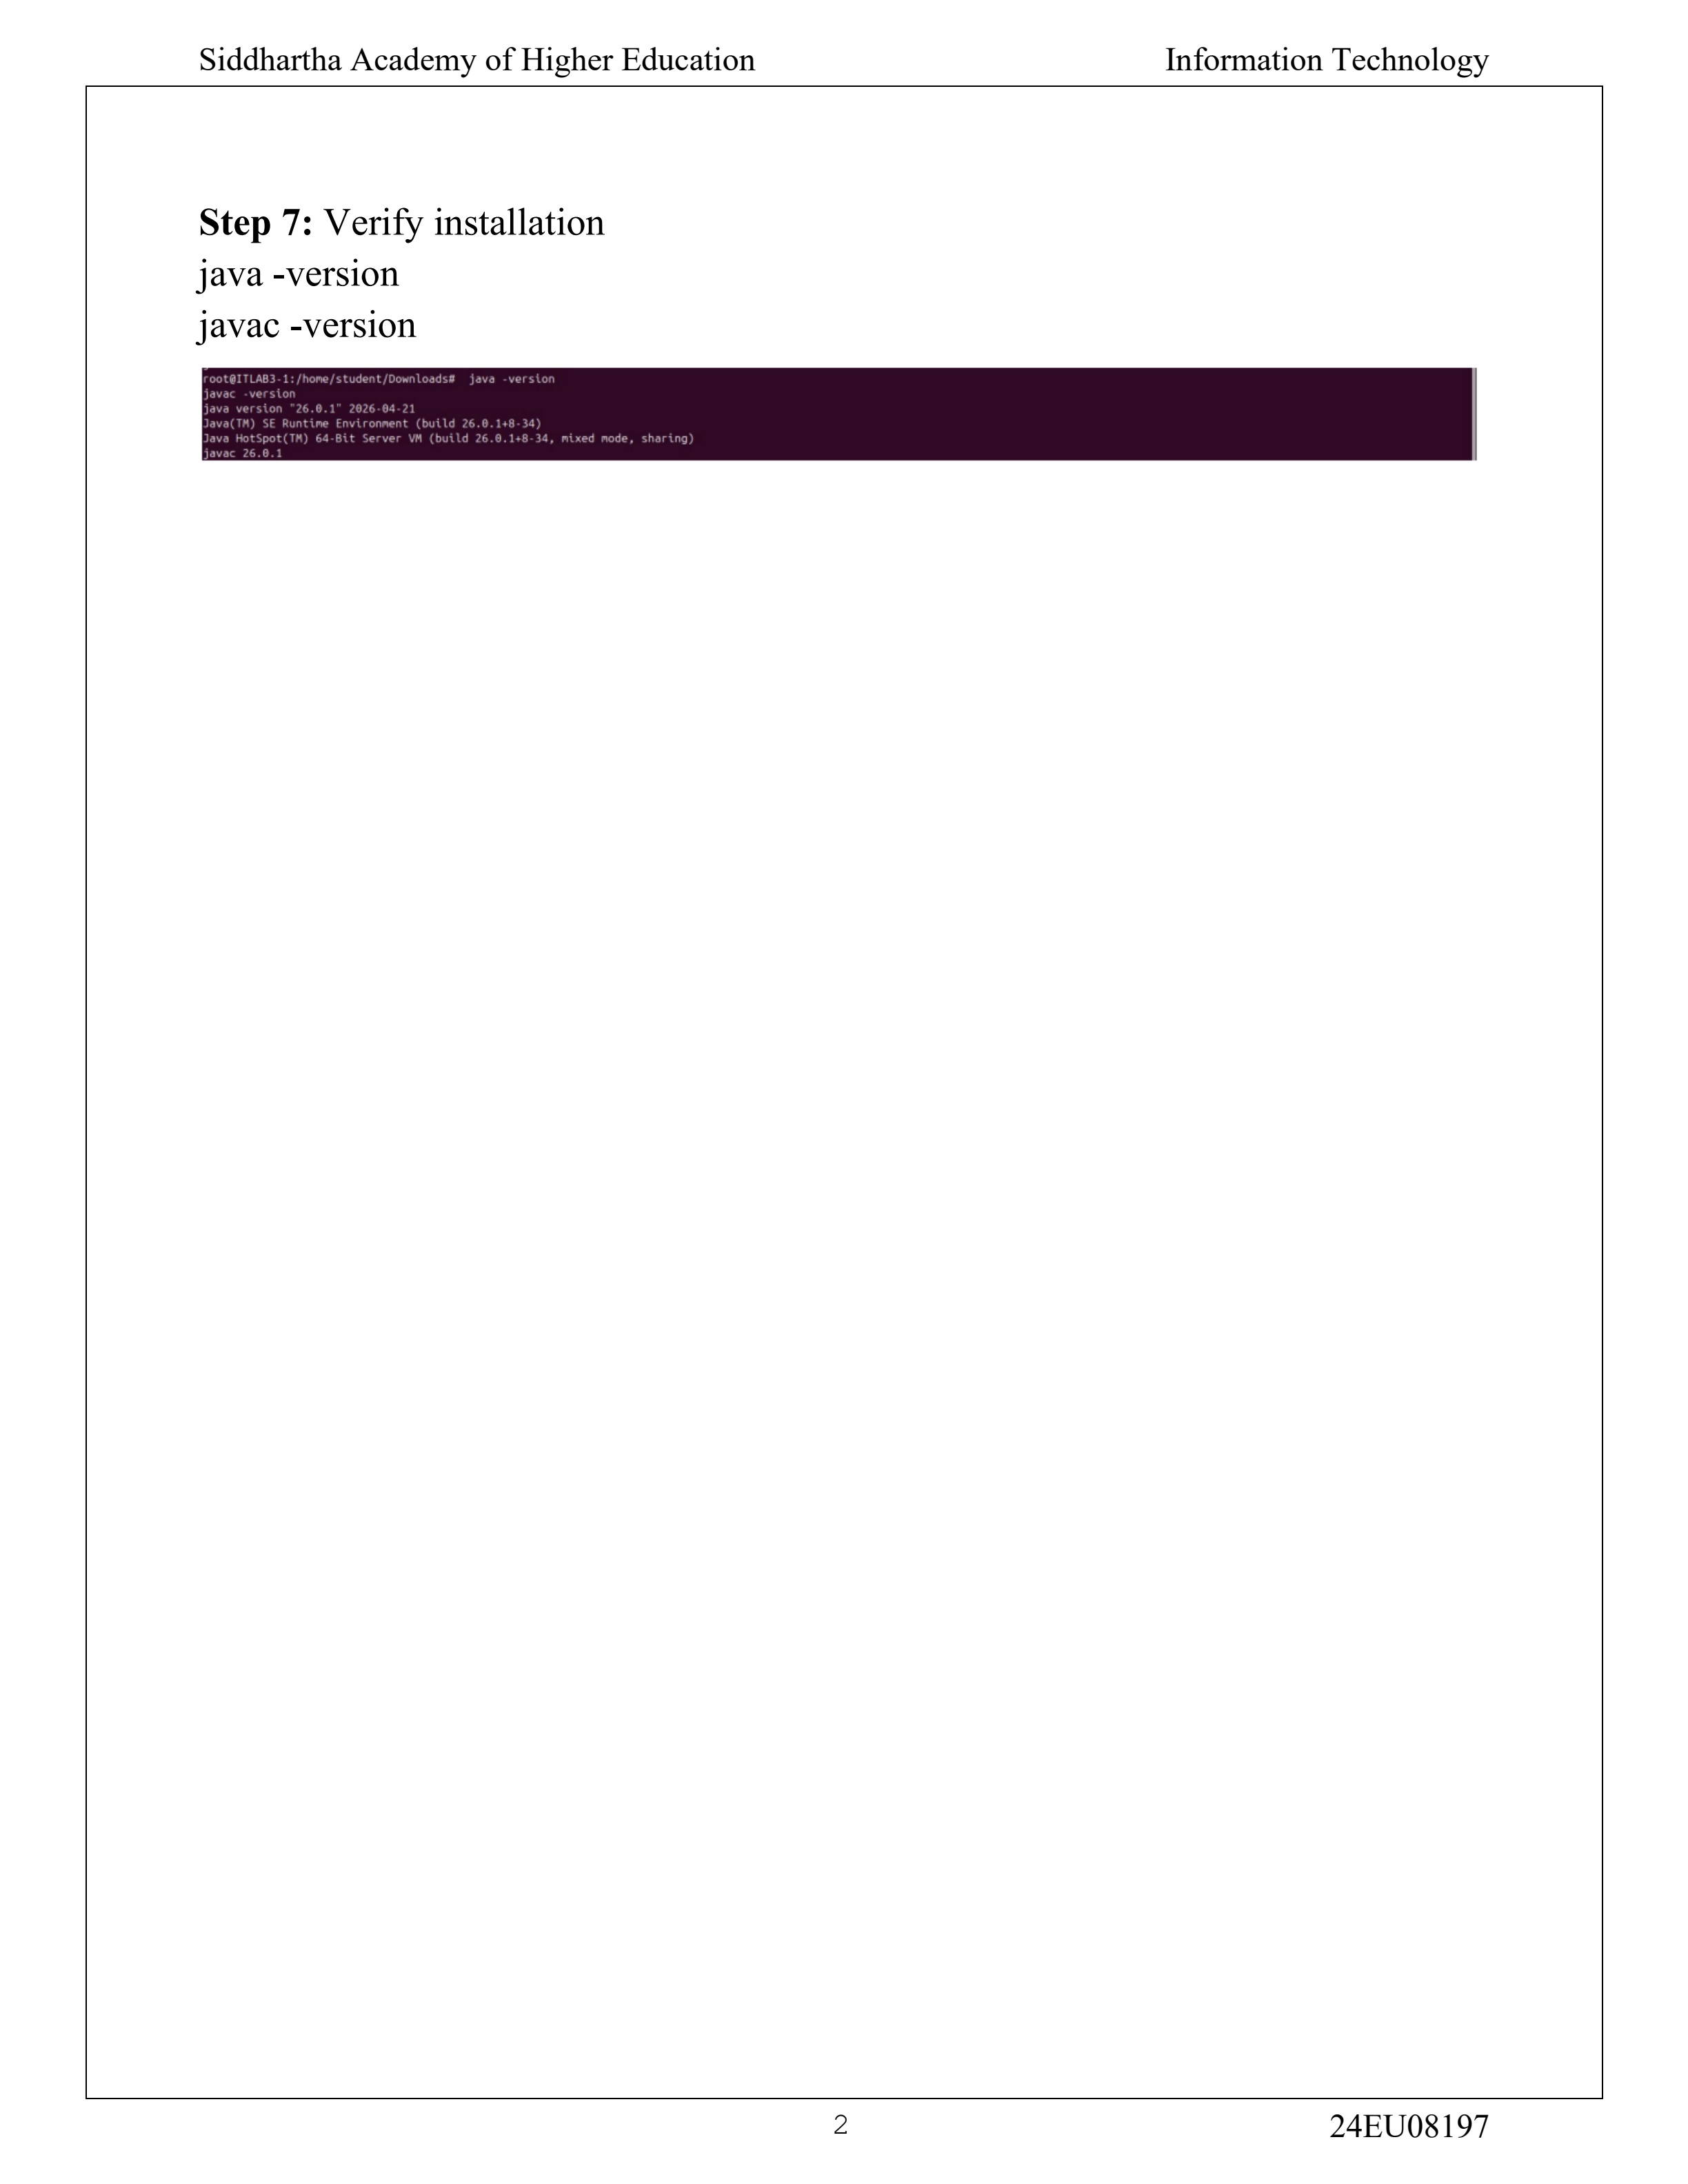 Siddhartha Academy of Higher Education Information Technology
Step 7: Verify installation
java -version
javac -version
root@ITLAB3-1:/home/student/Downloads#  java -version
javac -version
java version "26.0.1" 2026-04-21
Java(TM) SE Runtime Environment (build 26.0.1+8-34)
Java HotSpot(TM) 64-Bit Server VM (build 26.0.1+8-34, mixed mode, sharing)
javac 26.0.1
2 24EU08197